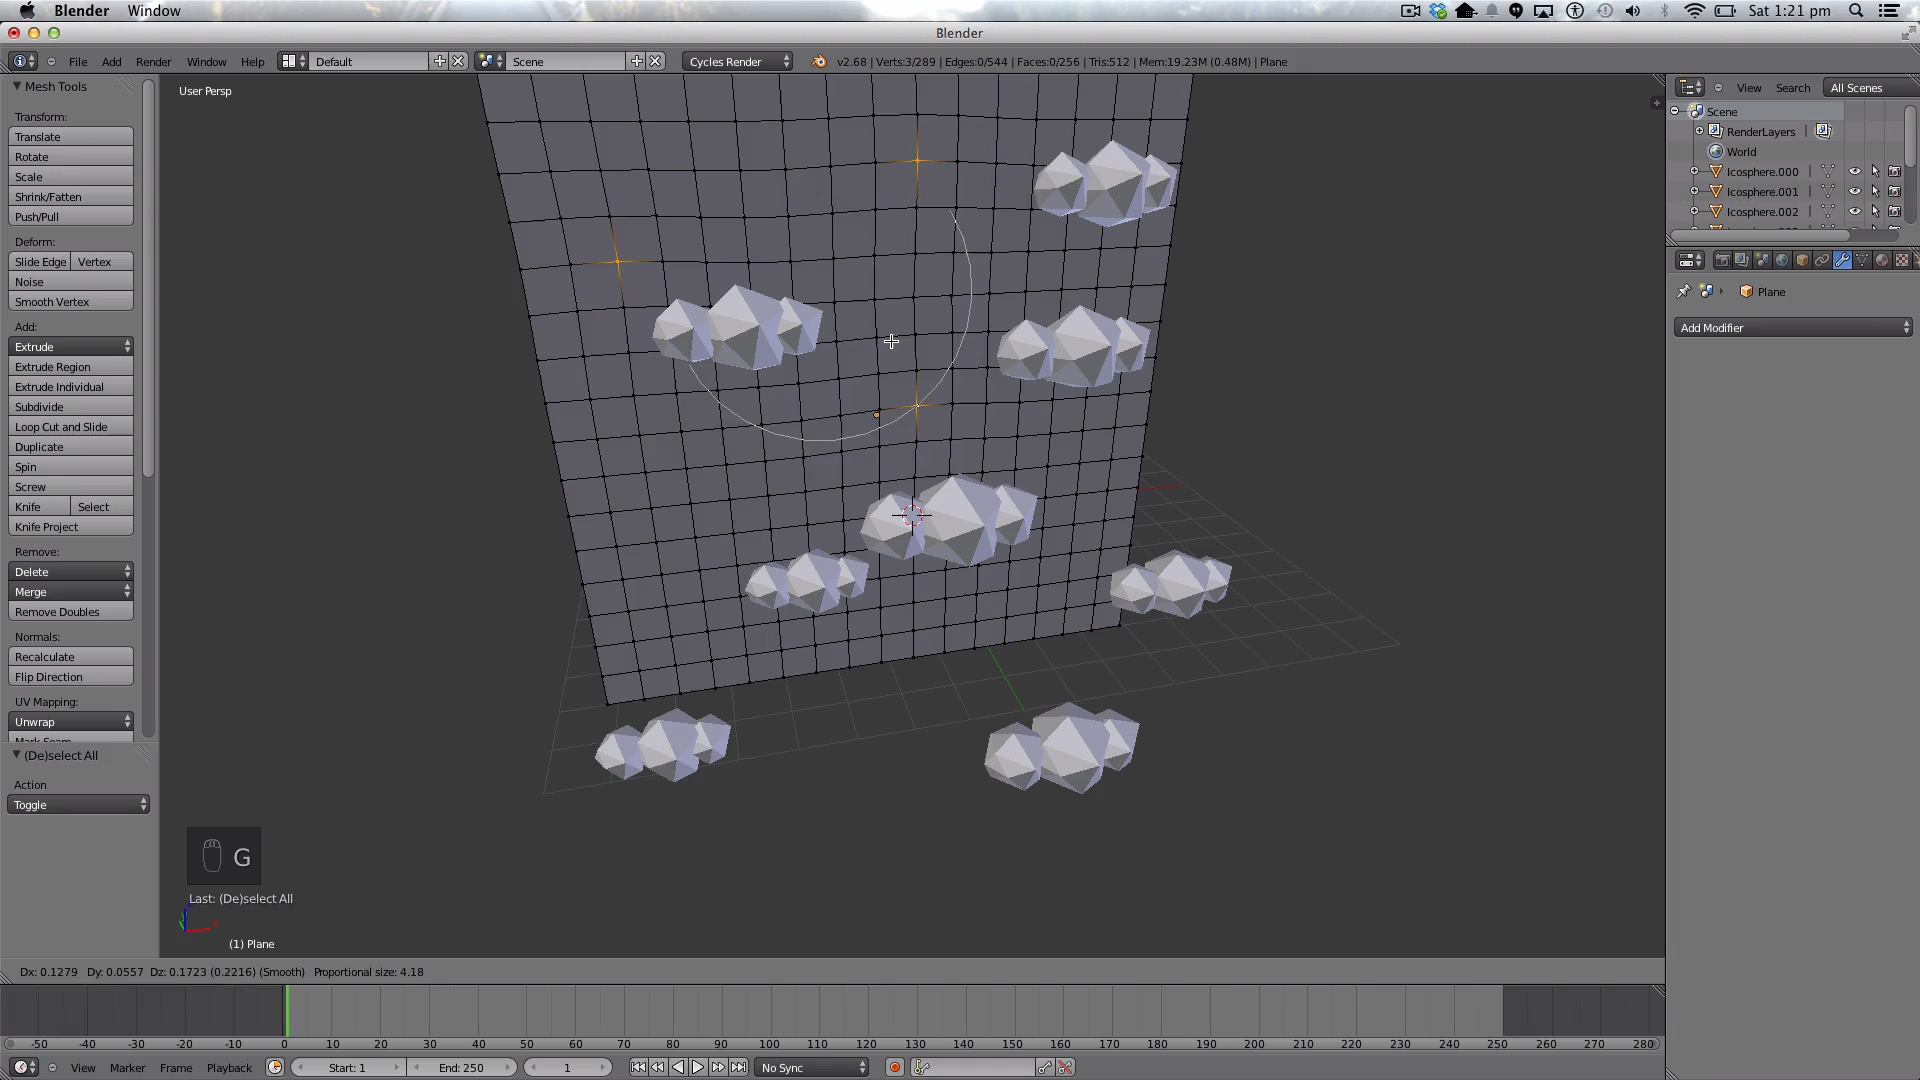 Blender Window Sat 1:21 pm
Blender
File Add Render Window Help Default Scene Cycles Render v2.68 | Verts:3/289 | Edges:0/544 | Faces:0/256 | Tris:512 | Mem:19.23M (0.48M) | Plane
Mesh Tools
Transform:
Translate
Rotate
Scale
Shrink/Fatten
Push/Pull
Deform:
Slide Edge Vertex
Noise
Smooth Vertex
Add:
Extrude
Extrude Region
Extrude Individual
Subdivide
Loop Cut and Slide
Duplicate
Spin
Screw
Knife Select
Knife Project
Remove:
Delete
Merge
Remove Doubles
Normals:
Recalculate
Flip Direction
UV Mapping:
Unwrap
(De)select All
Action
Toggle
User Persp
G
Last: (De)select All
(1) Plane
View Search All Scenes
Scene
RenderLayers
World
Icosphere.000
Icosphere.001
Icosphere.002
Plane
Add Modifier
Dx: 0.1279 Dy: 0.0557 Dz: 0.1723 (0.2216) (Smooth) Proportional size: 4.18
-50 -40 -30 -20 -10 0 10 20 30 40 50 60 70 80 90 100 110 120 130 140 150 160 170 180 190 200 210 220 230 240 250 260 270 280
View Marker Frame Playback Start: 1 End: 250 1 No Sync